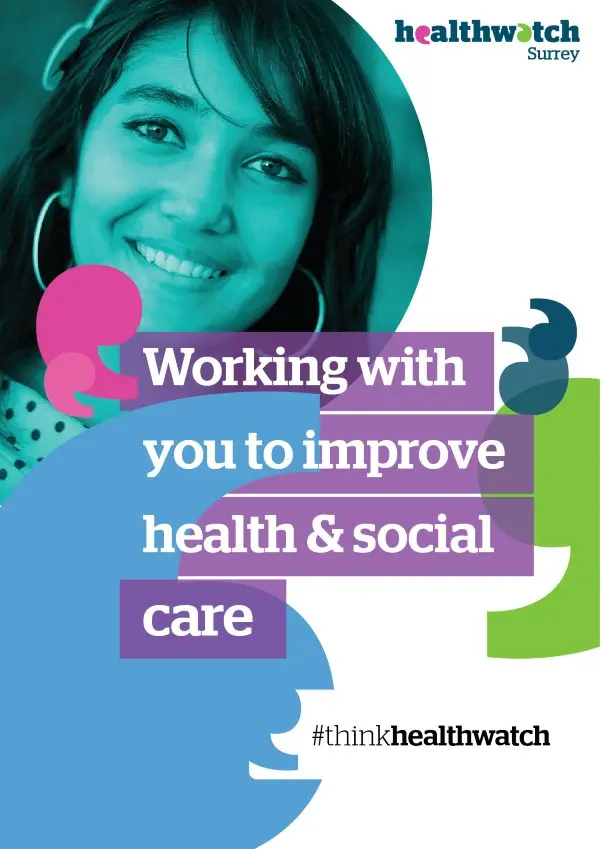 healthwatch
Surrey
Working with
you to improve
health & social
care
#thinkhealthwatch